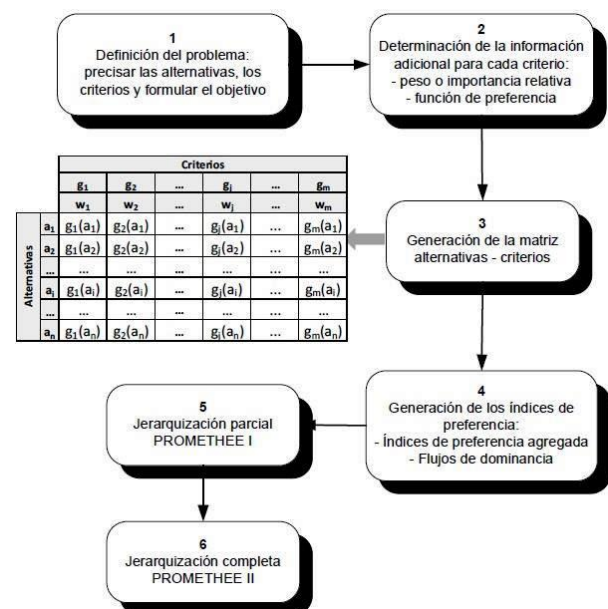 1
Definición del problema:
precisar las alternativas, los
criterios y formular el objetivo
2
Determinación de la información
adicional para cada criterio:
- peso o importancia relativa
- función de preferencia
Criterios
g1 g2 ... gj ... gm
w1 w2 ... wj ... wm
Alternativas
a1 g1(a1) g2(a1) ... gj(a1) ... gm(a1)
a2 g1(a2) g2(a2) ... gj(a2) ... gm(a2)
... ... ... ... ... ... ...
ai g1(ai) g2(ai) ... gj(ai) ... gm(ai)
... ... ... ... ... ... ...
an g1(an) g2(an) ... gj(an) ... gm(an)
3
Generación de la matriz
alternativas - criterios
4
Generación de los índices de
preferencia:
- Índices de preferencia agregada
- Flujos de dominancia
5
Jerarquización parcial
PROMETHEE I
6
Jerarquización completa
PROMETHEE II